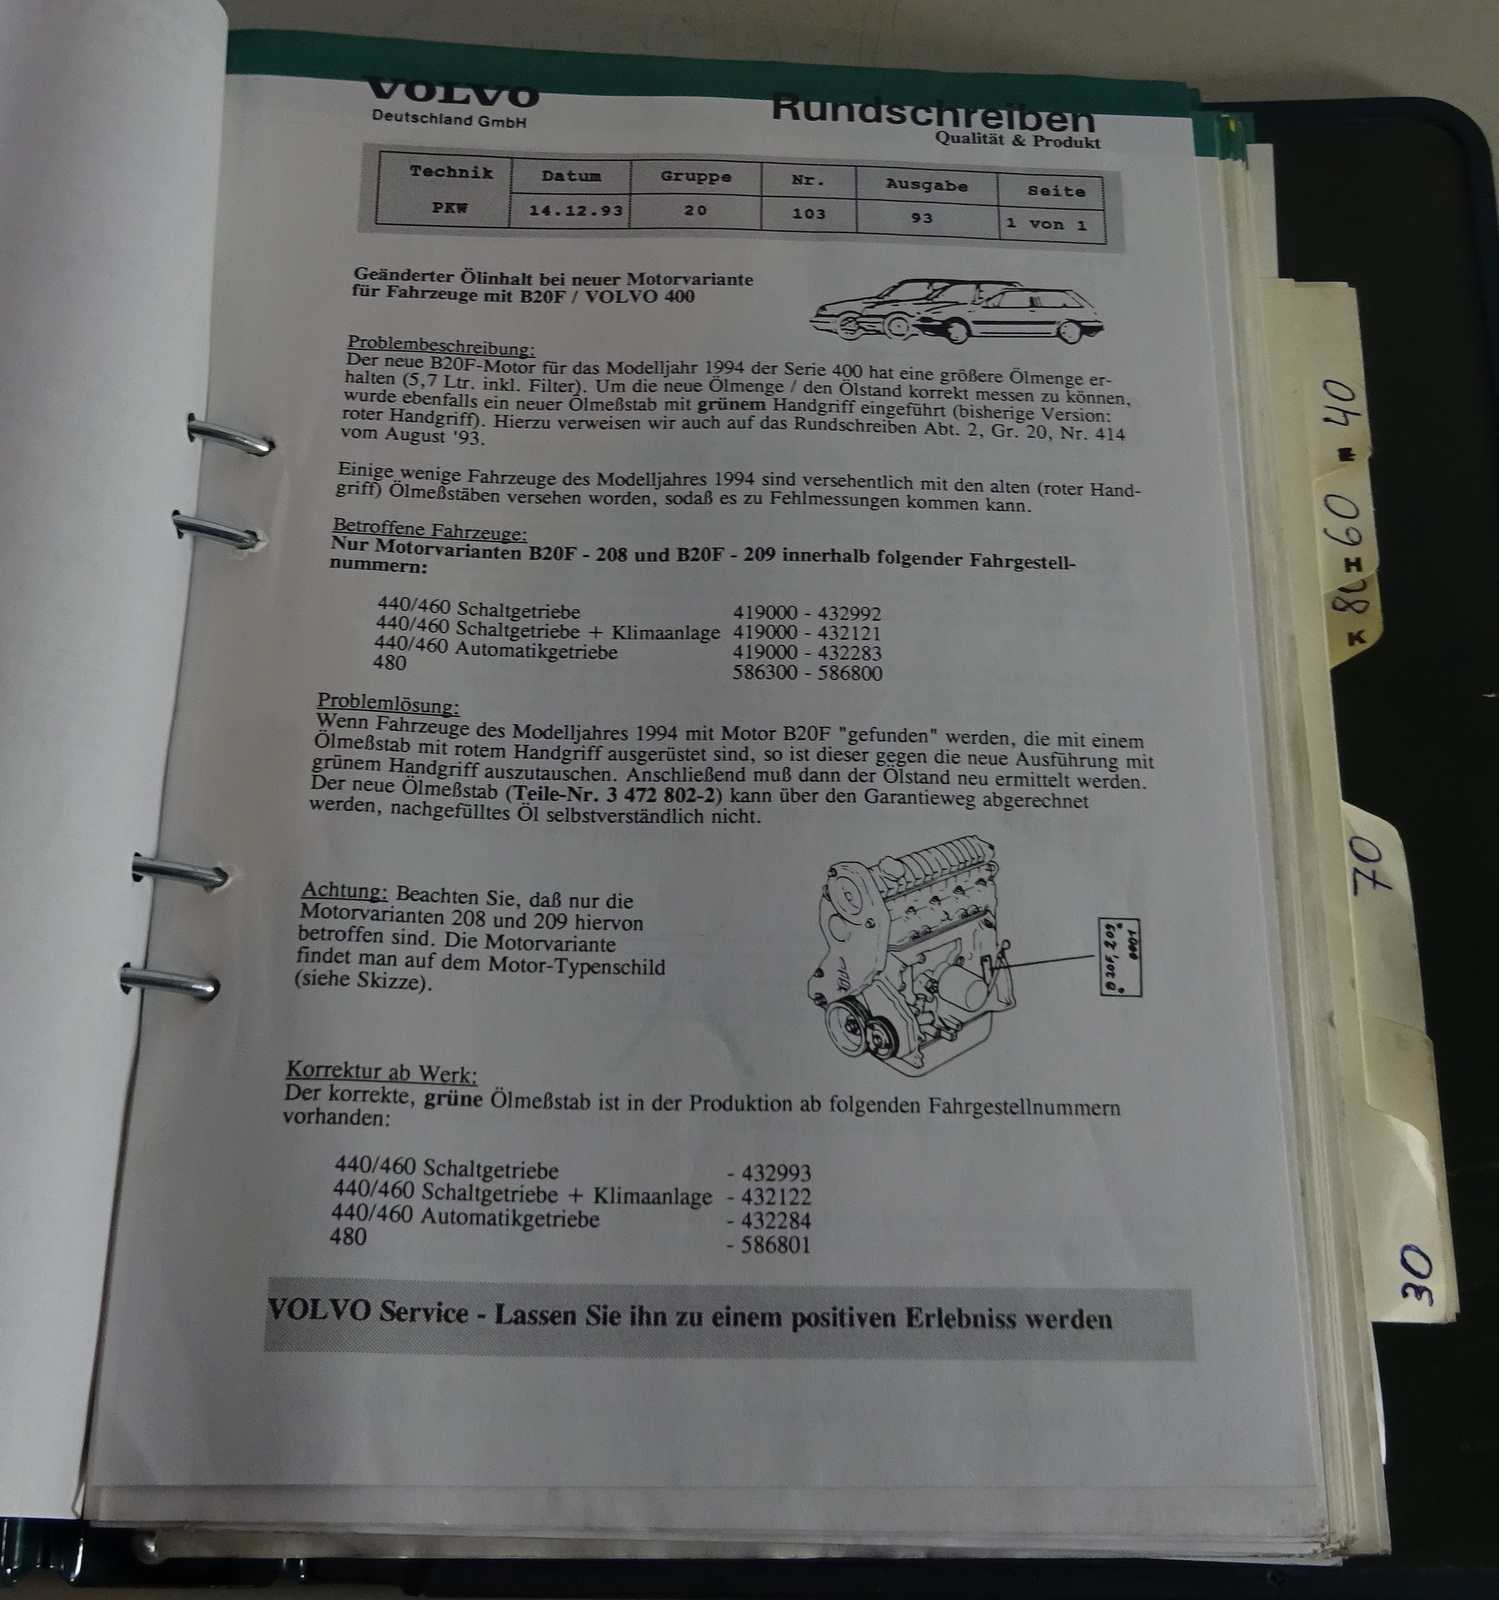 VOLVO
Deutschland GmbH
Rundschreiben
Qualität & Produkt
Technik Datum Gruppe Nr. Ausgabe Seite
PKW 14.12.93 20 103 93 1 von 1
Geänderter Ölinhalt bei neuer Motorvariante
für Fahrzeuge mit B20F / VOLVO 400
Problembeschreibung:
Der neue B20F-Motor für das Modelljahr 1994 der Serie 400 hat eine größere Ölmenge er-
halten (5,7 Ltr. inkl. Filter). Um die neue Ölmenge / den Ölstand korrekt messen zu können,
wurde ebenfalls ein neuer Ölmeßstab mit grünem Handgriff eingeführt (bisherige Version:
roter Handgriff). Hierzu verweisen wir auch auf das Rundschreiben Abt. 2, Gr. 20, Nr. 414
vom August '93.
Einige wenige Fahrzeuge des Modelljahres 1994 sind versehentlich mit den alten (roter Hand-
griff) Ölmeßstäben versehen worden, sodaß es zu Fehlmessungen kommen kann.
Betroffene Fahrzeuge:
Nur Motorvarianten B20F - 208 und B20F - 209 innerhalb folgender Fahrgestell-
nummern:
440/460 Schaltgetriebe 419000 - 432992
440/460 Schaltgetriebe + Klimaanlage 419000 - 432121
440/460 Automatikgetriebe 419000 - 432283
480 586300 - 586800
Problemlösung:
Wenn Fahrzeuge des Modelljahres 1994 mit Motor B20F "gefunden" werden, die mit einem
Ölmeßstab mit rotem Handgriff ausgerüstet sind, so ist dieser gegen die neue Ausführung mit
grünem Handgriff auszutauschen. Anschließend muß dann der Ölstand neu ermittelt werden.
Der neue Ölmeßstab (Teile-Nr. 3 472 802-2) kann über den Garantieweg abgerechnet
werden, nachgefülltes Öl selbstverständlich nicht.
Achtung: Beachten Sie, daß nur die
Motorvarianten 208 und 209 hiervon
betroffen sind. Die Motorvariante
findet man auf dem Motor-Typenschild
(siehe Skizze).
B20F, 209
0001
Korrektur ab Werk:
Der korrekte, grüne Ölmeßstab ist in der Produktion ab folgenden Fahrgestellnummern
vorhanden:
440/460 Schaltgetriebe - 432993
440/460 Schaltgetriebe + Klimaanlage - 432122
440/460 Automatikgetriebe - 432284
480 - 586801
VOLVO Service - Lassen Sie ihn zu einem positiven Erlebniss werden
40
60
H
K
70
30